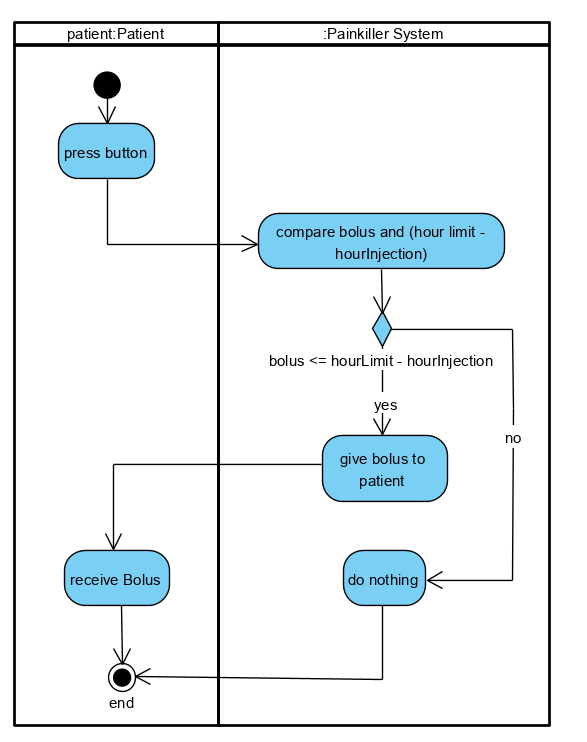 patient:Patient
:Painkiller System
press button
compare bolus and (hour limit -
hourInjection)
bolus <= hourLimit - hourInjection
yes
no
give bolus to
patient
receive Bolus
do nothing
end